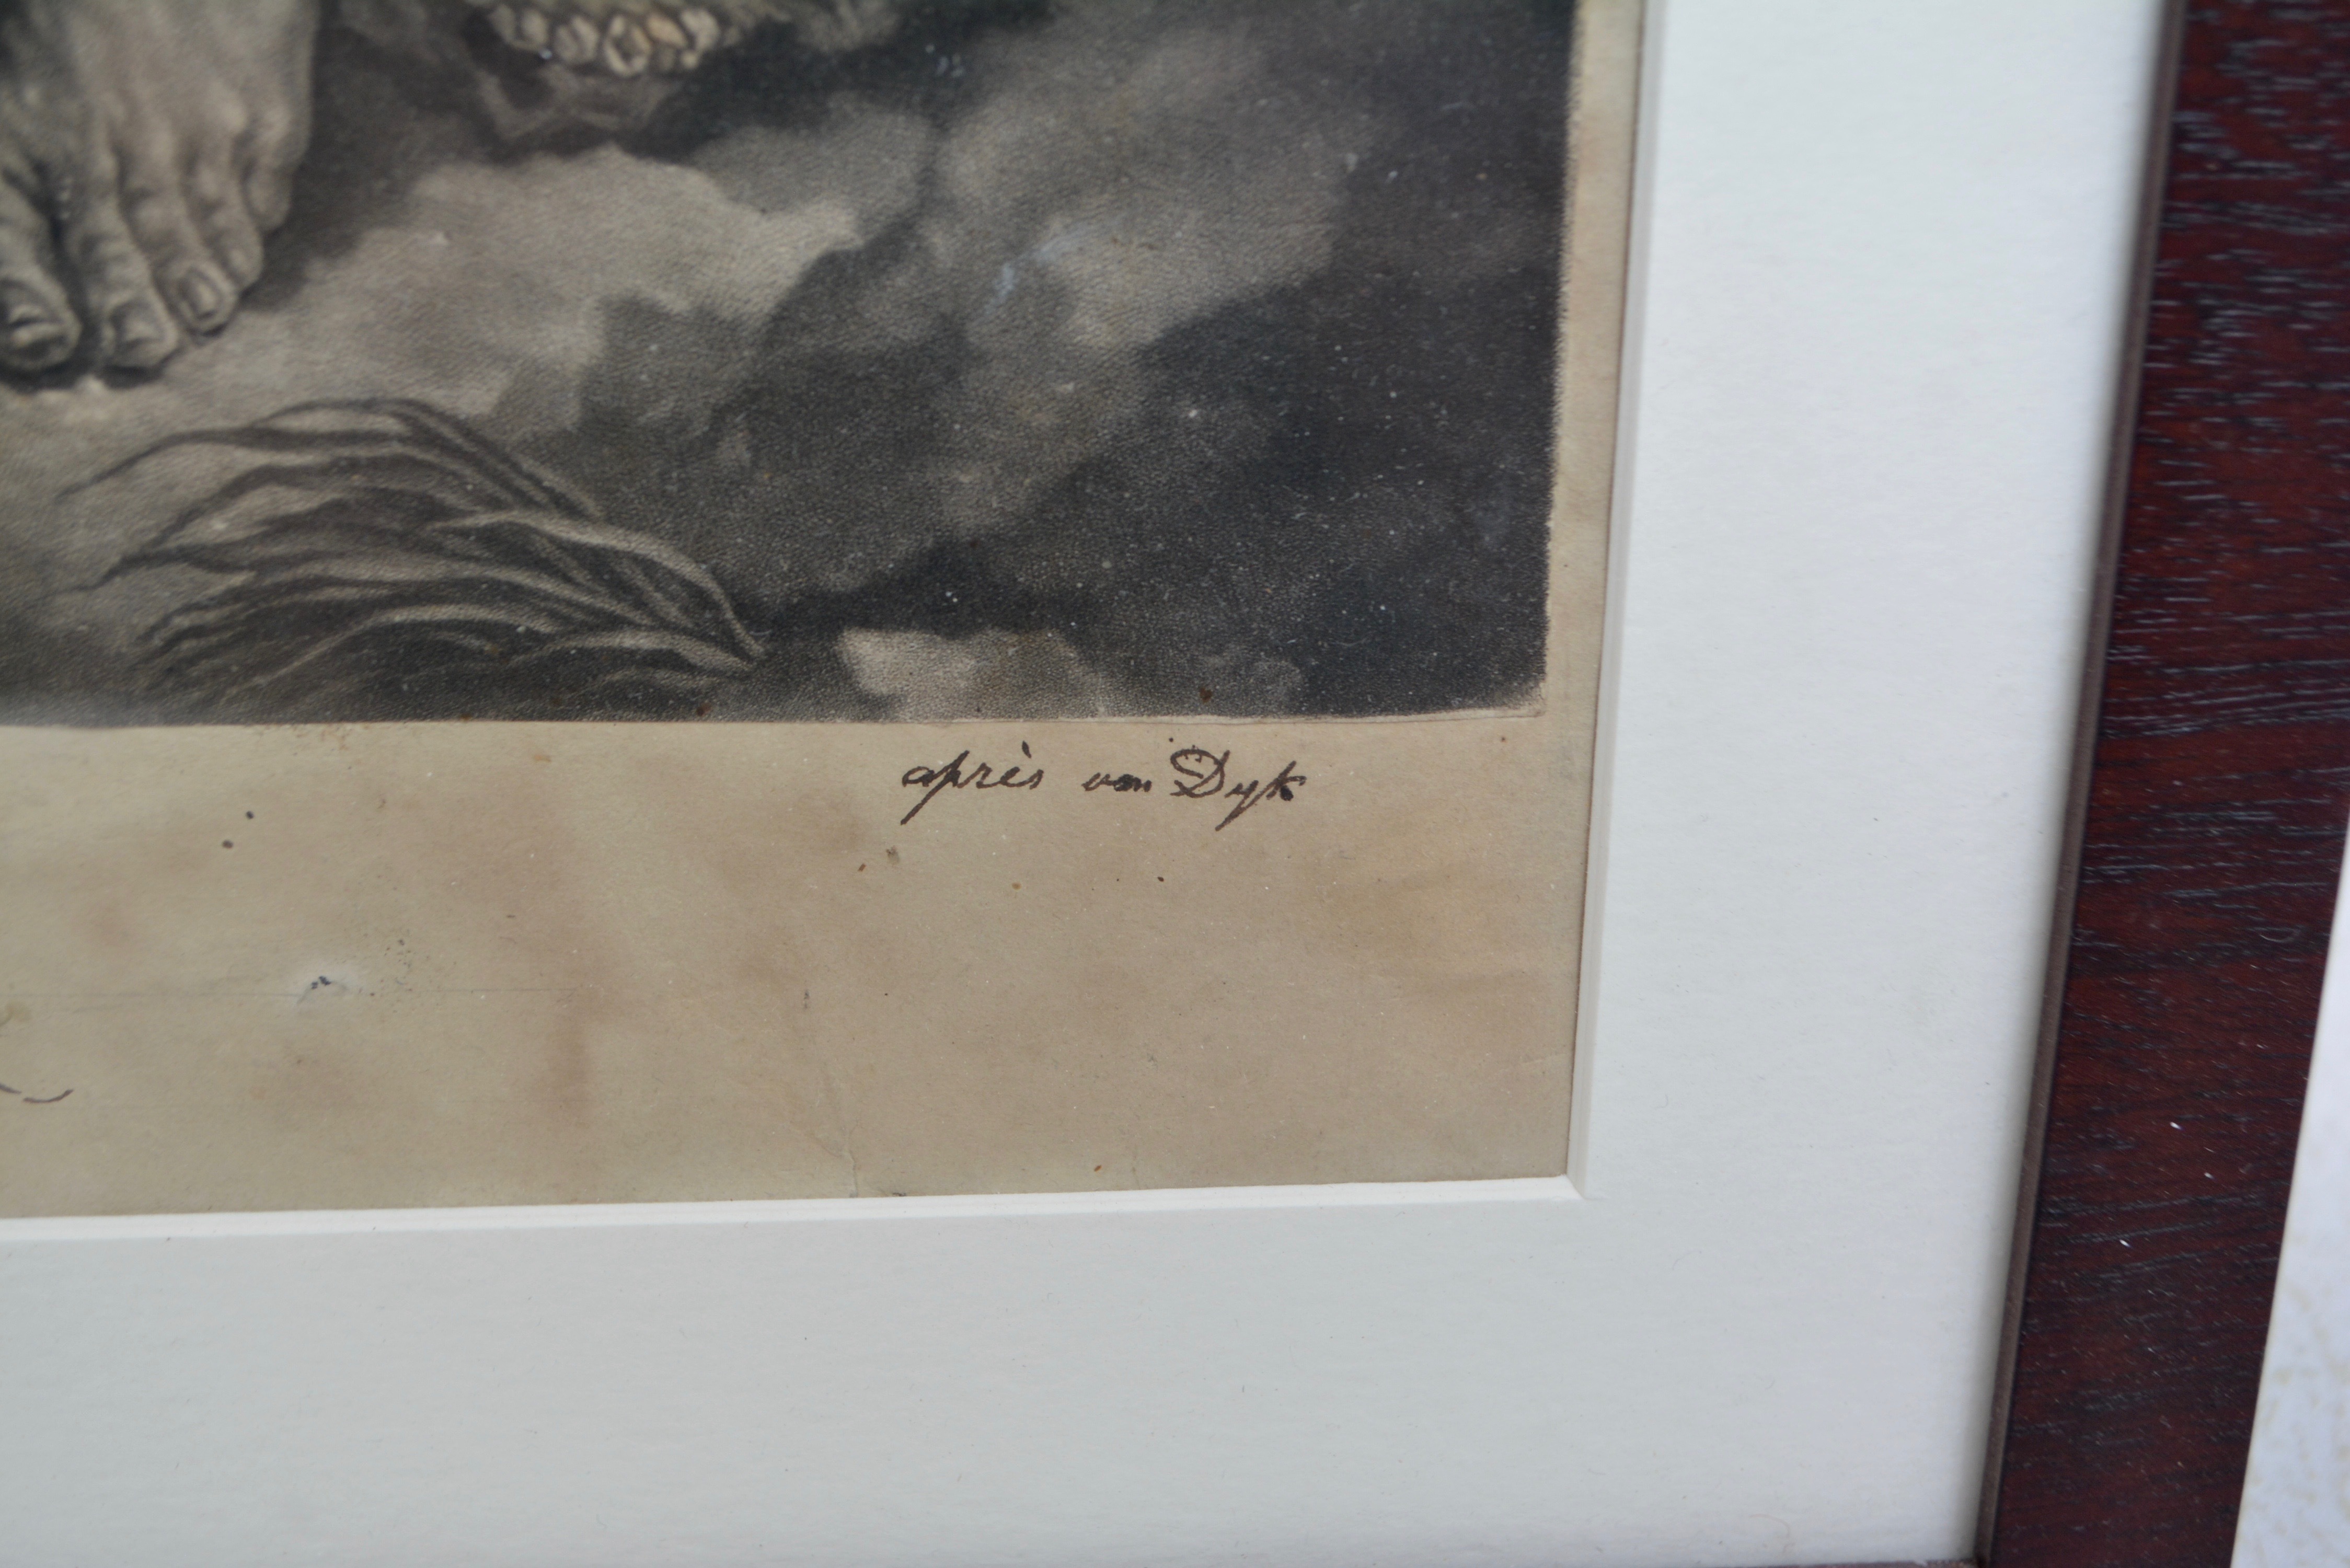 après van Dyk